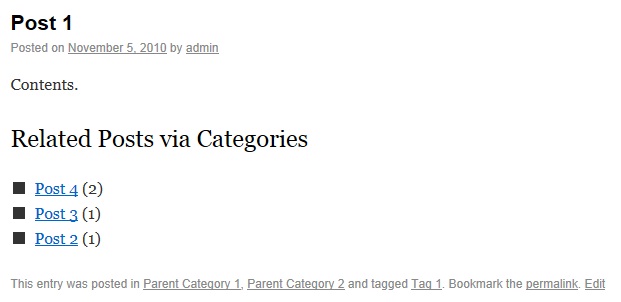 Post 1
Posted on November 5, 2010 by admin
Contents.
Related Posts via Categories
Post 4 (2)
Post 3 (1)
Post 2 (1)
This entry was posted in Parent Category 1, Parent Category 2 and tagged Tag 1. Bookmark the permalink. Edit